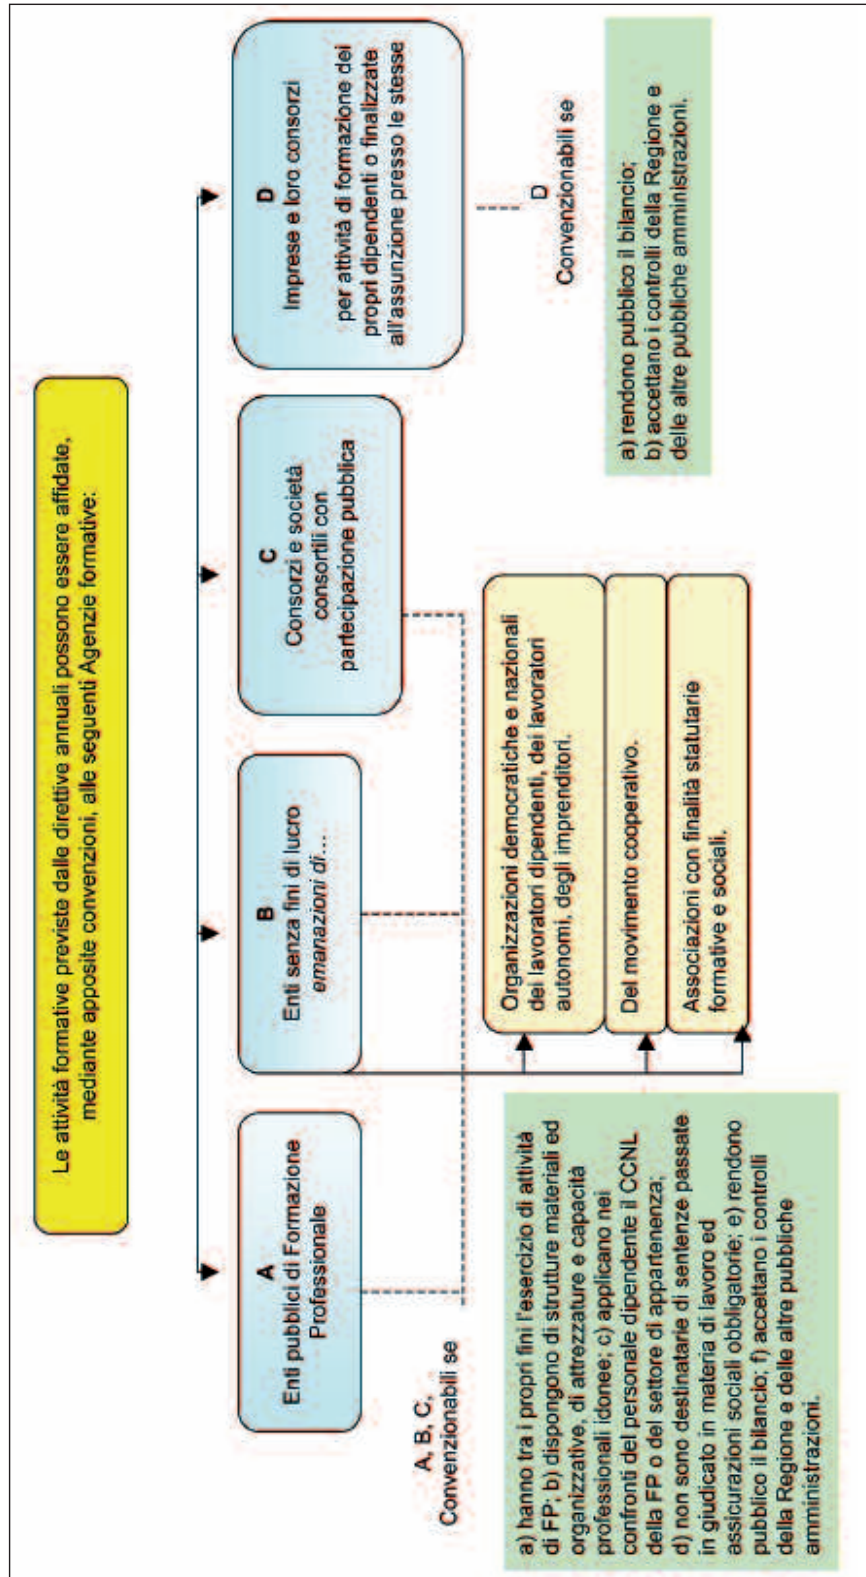 Le attività formative previste dalle direttive annuali possono essere affidate,
mediante apposite convenzioni, alle seguenti Agenzie formative:
A
Enti pubblici di Formazione
Professionale
B
Enti senza fini di lucro
emanazioni di…
C
Consorzi e società
consortili con
partecipazione pubblica
D
Imprese e loro consorzi
per attività di formazione dei
propri dipendenti o finalizzate
all'assunzione presso le stesse
A, B, C,
Convenzionabili se
a) hanno tra i propri fini l'esercizio di attività
di FP; b) dispongono di strutture materiali ed
organizzative, di attrezzature e capacità
professionali idonee; c) applicano nei
confronti del personale dipendente il CCNL
della FP o del settore di appartenenza;
d) non sono destinatarie di sentenze passate
in giudicato in materia di lavoro ed
assicurazioni sociali obbligatorie; e) rendono
pubblico il bilancio; f) accettano i controlli
della Regione e delle altre pubbliche
amministrazioni.
Organizzazioni democratiche e nazionali
dei lavoratori dipendenti, dei lavoratori
autonomi, degli imprenditori.
Del movimento cooperativo.
Associazioni con finalità statutarie
formative e sociali.
D
Convenzionabili se
a) rendono pubblico il bilancio;
b) accettano i controlli della Regione e
delle altre pubbliche amministrazioni.